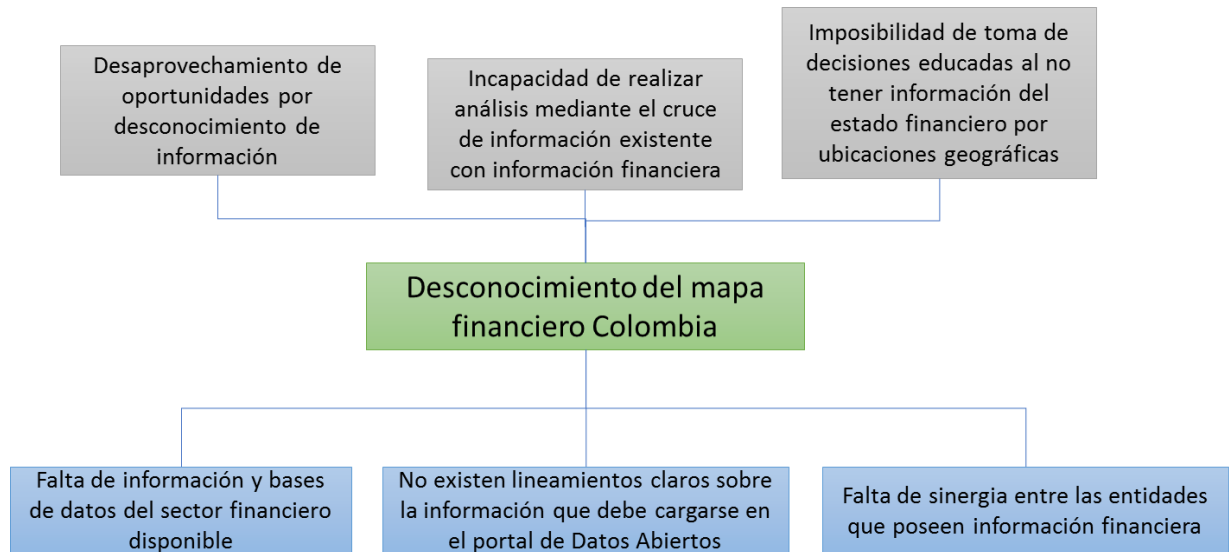 Desaprovechamiento de
oportunidades por
desconocimiento de
información
Incapacidad de realizar
análisis mediante el cruce
de información existente
con información financiera
Imposibilidad de toma de
decisiones educadas al no
tener información del
estado financiero por
ubicaciones geográficas
Desconocimiento del mapa
financiero Colombia
Falta de información y bases
de datos del sector financiero
disponible
No existen lineamientos claros sobre
la información que debe cargarse en
el portal de Datos Abiertos
Falta de sinergia entre las entidades
que poseen información financiera